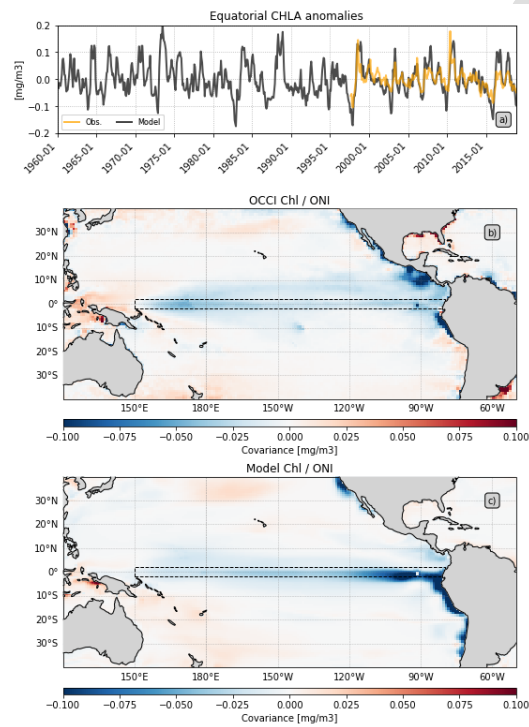 Equatorial CHLA anomalies
[mg/m3]
0.2
0.1
0.0
−0.1
−0.2
Obs. Model
a)
1960-01 1965-01 1970-01 1975-01 1980-01 1985-01 1990-01 1995-01 2000-01 2005-01 2010-01 2015-01
OCCI Chl / ONI
b)
30°N
20°N
10°N
0°
10°S
20°S
30°S
150°E 180°E 150°W 120°W 90°W 60°W
−0.100 −0.075 −0.050 −0.025 0.000 0.025 0.050 0.075 0.100
Covariance [mg/m3]
Model Chl / ONI
c)
30°N
20°N
10°N
0°
10°S
20°S
30°S
150°E 180°E 150°W 120°W 90°W 60°W
−0.100 −0.075 −0.050 −0.025 0.000 0.025 0.050 0.075 0.100
Covariance [mg/m3]